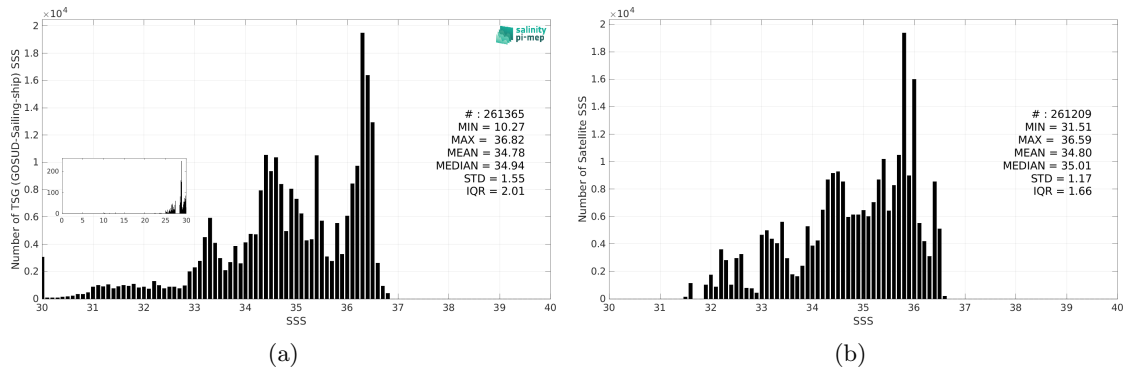 ×10⁴
2
1.8
1.6
1.4
1.2
1
0.8
0.6
0.4
0.2
0
Number of TSG (GOSUD-Sailing-ship) SSS
salinity
pi-mep
# : 261365
MIN = 10.27
MAX = 36.82
MEAN = 34.78
MEDIAN = 34.94
STD = 1.55
IQR = 2.01
200
100
0
0 5 10 15 20 25 30
30 31 32 33 34 35 36 37 38 39 40
SSS
(a)
×10⁴
2
1.8
1.6
1.4
1.2
1
0.8
0.6
0.4
0.2
0
Number of Satellite SSS
# : 261209
MIN = 31.51
MAX = 36.59
MEAN = 34.80
MEDIAN = 35.01
STD = 1.17
IQR = 1.66
30 31 32 33 34 35 36 37 38 39 40
SSS
(b)